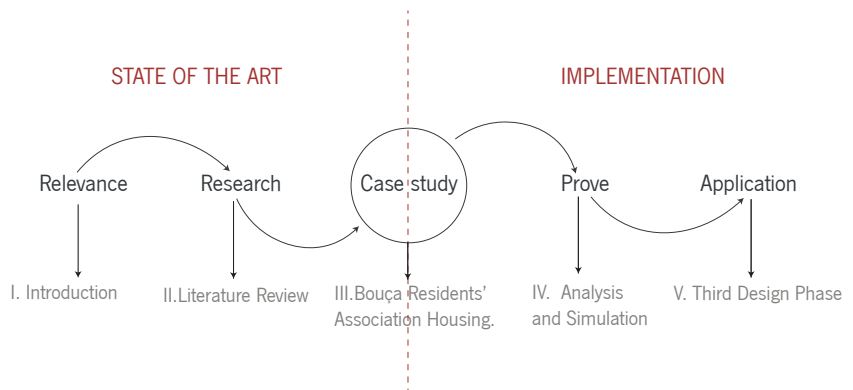 STATE OF THE ART
IMPLEMENTATION
Relevance
Research
Case study
Prove
Application
I. Introduction
II.Literature Review
III.Bouça Residents'
Association Housing.
IV. Analysis
and Simulation
V. Third Design Phase